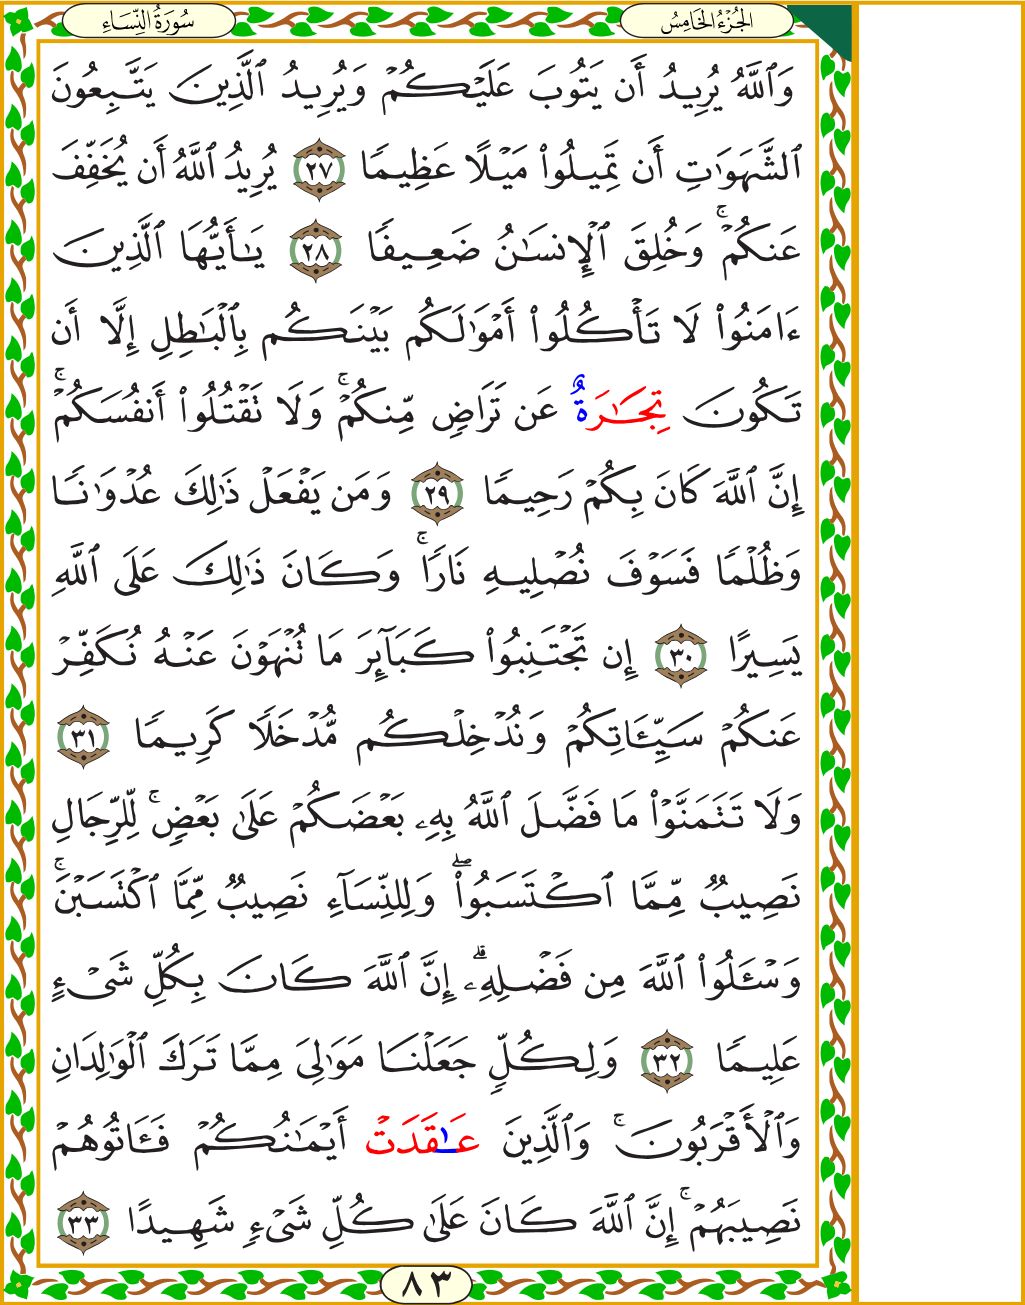 الجُزْءُ الخَامِسُ
سُورَةُ النِّسَاءِ
وَٱللَّهُ يُرِيدُ أَن يَتُوبَ عَلَيْكُمْ وَيُرِيدُ ٱلَّذِينَ يَتَّبِعُونَ
ٱلشَّهَوَٰتِ أَن تَمِيلُوا۟ مَيْلًا عَظِيمًا ٢٧ يُرِيدُ ٱللَّهُ أَن يُخَفِّفَ
عَنكُمْ ۚ وَخُلِقَ ٱلْإِنسَٰنُ ضَعِيفًا ٢٨ يَٰٓأَيُّهَا ٱلَّذِينَ
ءَامَنُوا۟ لَا تَأْكُلُوٓا۟ أَمْوَٰلَكُم بَيْنَكُم بِٱلْبَٰطِلِ إِلَّآ أَن
تَكُونَ تِجَٰرَةٌ عَن تَرَاضٍ مِّنكُمْ ۚ وَلَا تَقْتُلُوٓا۟ أَنفُسَكُمْ ۚ
إِنَّ ٱللَّهَ كَانَ بِكُمْ رَحِيمًا ٢٩ وَمَن يَفْعَلْ ذَٰلِكَ عُدْوَٰنًا
وَظُلْمًا فَسَوْفَ نُصْلِيهِ نَارًا ۚ وَكَانَ ذَٰلِكَ عَلَى ٱللَّهِ
يَسِيرًا ٣٠ إِن تَجْتَنِبُوا۟ كَبَآئِرَ مَا تُنْهَوْنَ عَنْهُ نُكَفِّرْ
عَنكُمْ سَيِّـَٔاتِكُمْ وَنُدْخِلْكُم مُّدْخَلًا كَرِيمًا ٣١
وَلَا تَتَمَنَّوْا۟ مَا فَضَّلَ ٱللَّهُ بِهِۦ بَعْضَكُمْ عَلَىٰ بَعْضٍ ۚ لِّلرِّجَالِ
نَصِيبٌ مِّمَّا ٱكْتَسَبُوا۟ ۖ وَلِلنِّسَآءِ نَصِيبٌ مِّمَّا ٱكْتَسَبْنَ ۚ
وَسْـَٔلُوا۟ ٱللَّهَ مِن فَضْلِهِۦٓ ۗ إِنَّ ٱللَّهَ كَانَ بِكُلِّ شَىْءٍ
عَلِيمًا ٣٢ وَلِكُلٍّ جَعَلْنَا مَوَٰلِىَ مِمَّا تَرَكَ ٱلْوَٰلِدَانِ
وَٱلْأَقْرَبُونَ ۚ وَٱلَّذِينَ عَٰقَدَتْ أَيْمَٰنُكُمْ فَـَٔاتُوهُمْ
نَصِيبَهُمْ ۚ إِنَّ ٱللَّهَ كَانَ عَلَىٰ كُلِّ شَىْءٍ شَهِيدًا ٣٣
٨٣